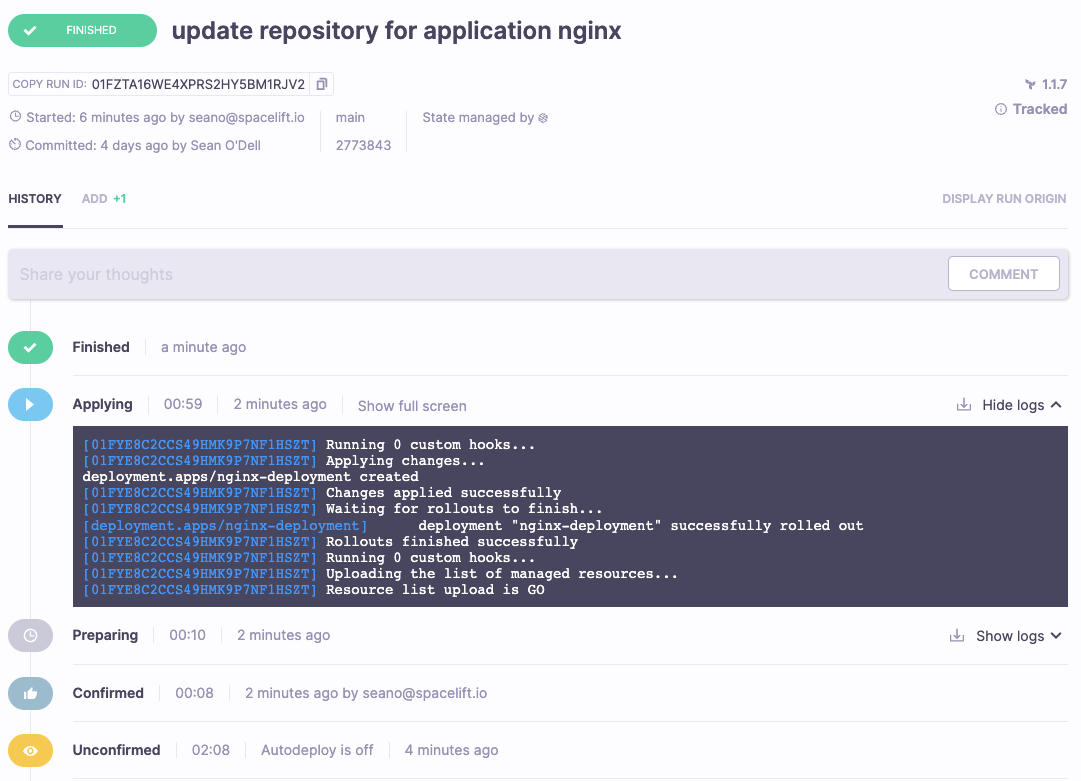 FINISHED update repository for application nginx
COPY RUN ID: 01FZTA16WE4XPRS2HY5BM1RJV2 1.1.7
Started: 6 minutes ago by seano@spacelift.io main State managed by Tracked
Committed: 4 days ago by Sean O'Dell 2773843
HISTORY ADD +1 DISPLAY RUN ORIGIN
Share your thoughts COMMENT
Finished a minute ago
Applying 00:59 2 minutes ago Show full screen Hide logs
[01FYE8C2CCS49HMK9P7NF1HSZT] Running 0 custom hooks...
[01FYE8C2CCS49HMK9P7NF1HSZT] Applying changes...
deployment.apps/nginx-deployment created
[01FYE8C2CCS49HMK9P7NF1HSZT] Changes applied successfully
[01FYE8C2CCS49HMK9P7NF1HSZT] Waiting for rollouts to finish...
[deployment.apps/nginx-deployment] deployment "nginx-deployment" successfully rolled out
[01FYE8C2CCS49HMK9P7NF1HSZT] Rollouts finished successfully
[01FYE8C2CCS49HMK9P7NF1HSZT] Running 0 custom hooks...
[01FYE8C2CCS49HMK9P7NF1HSZT] Uploading the list of managed resources...
[01FYE8C2CCS49HMK9P7NF1HSZT] Resource list upload is GO
Preparing 00:10 2 minutes ago Show logs
Confirmed 00:08 2 minutes ago by seano@spacelift.io
Unconfirmed 02:08 Autodeploy is off 4 minutes ago